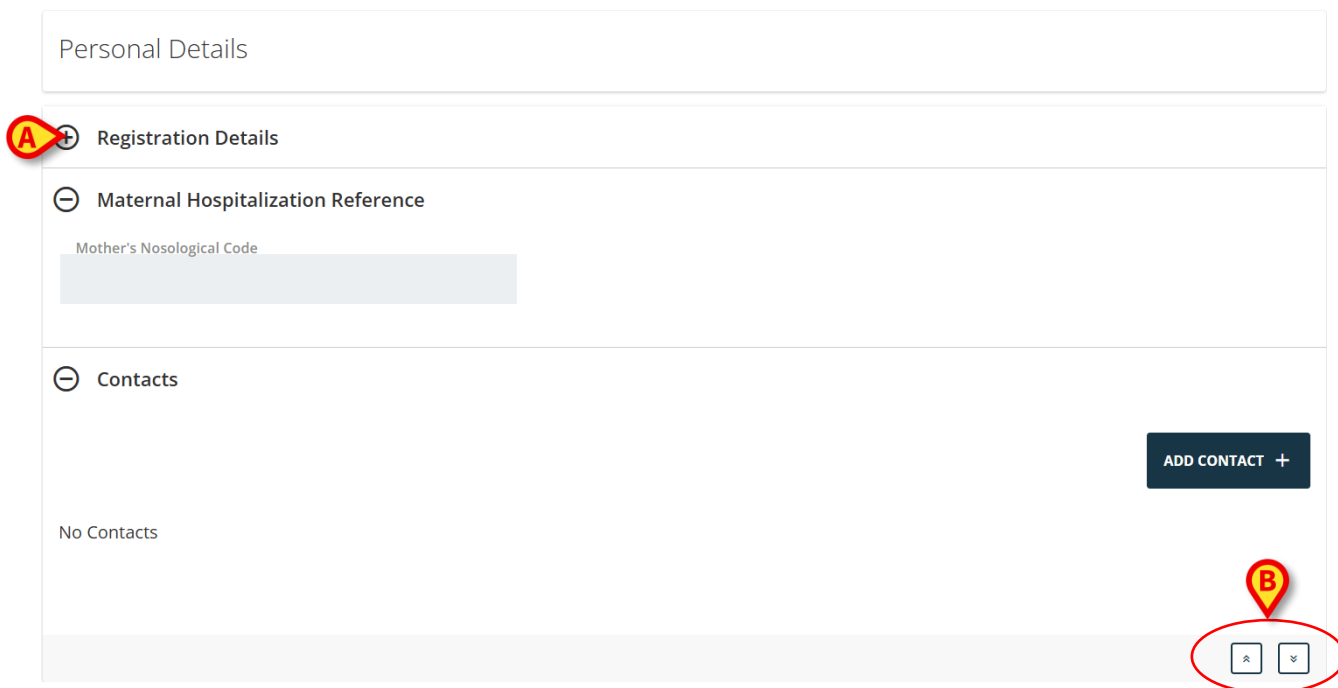 Personal Details
A
Registration Details
Maternal Hospitalization Reference
Mother's Nosological Code
Contacts
ADD CONTACT +
No Contacts
B